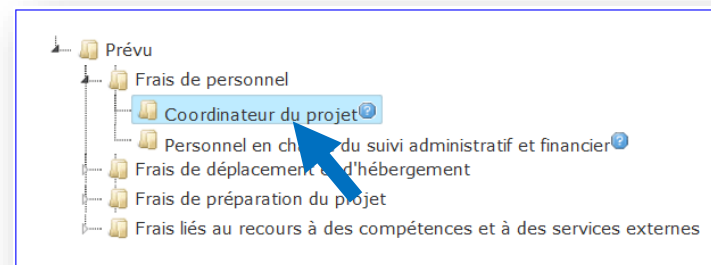 Prévu
Frais de personnel
Coordinateur du projet
Personnel en du suivi administratif et financier
Frais de déplacement d'hébergement
Frais de préparation du projet
Frais liés au recours à des compétences et à des services externes